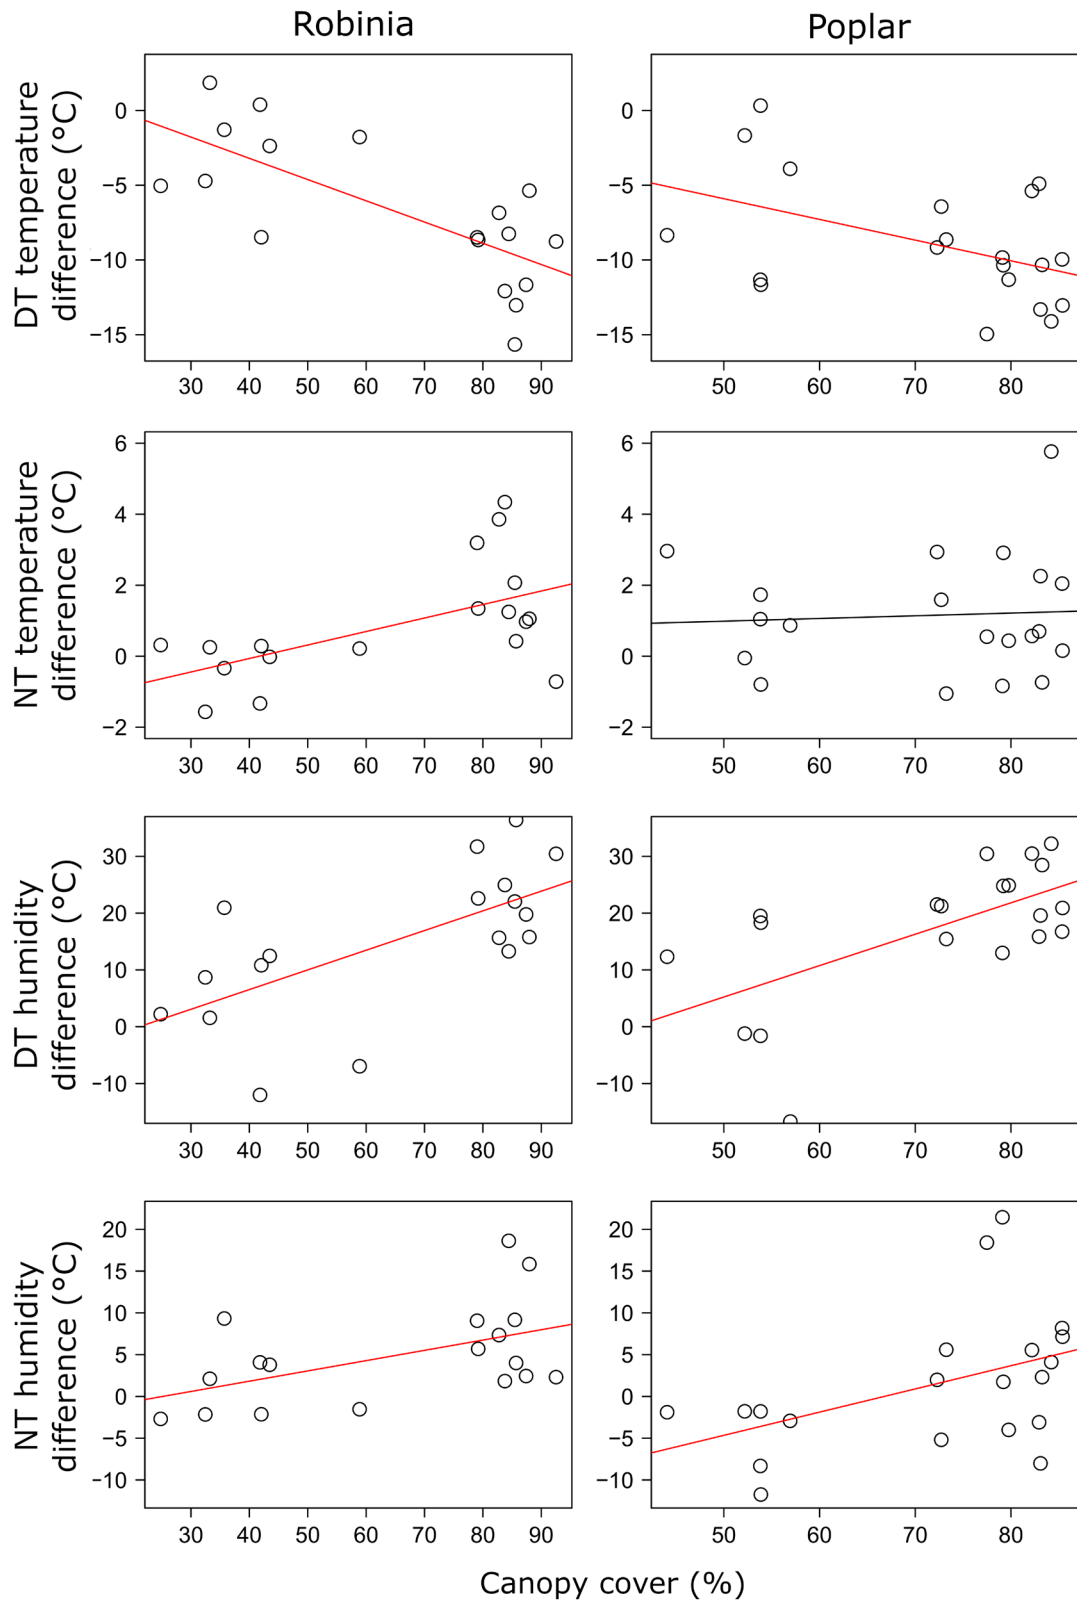 Robinia
Poplar
DT temperature
difference (°C)
0
−5
−10
−15
30 40 50 60 70 80 90
0
−5
−10
−15
50 60 70 80
NT temperature
difference (°C)
6
4
2
0
−2
30 40 50 60 70 80 90
6
4
2
0
−2
50 60 70 80
DT humidity
difference (°C)
30
20
10
0
−10
30 40 50 60 70 80 90
30
20
10
0
−10
50 60 70 80
NT humidity
difference (°C)
20
15
10
5
0
−5
−10
30 40 50 60 70 80 90
20
15
10
5
0
−5
−10
50 60 70 80
Canopy cover (%)